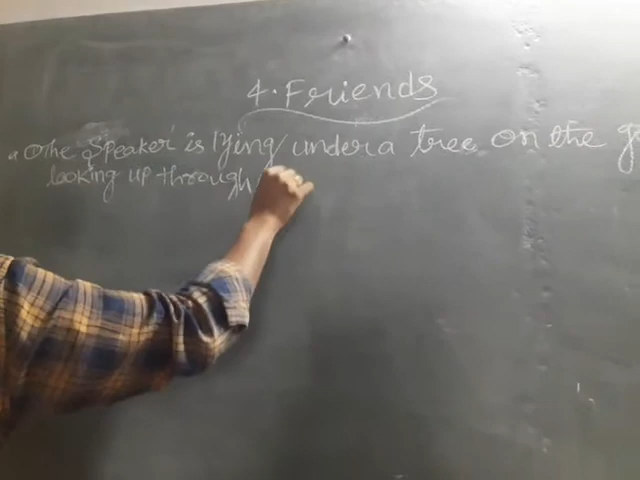 4. Friends
The speaker is lying under a tree on the g
looking up through